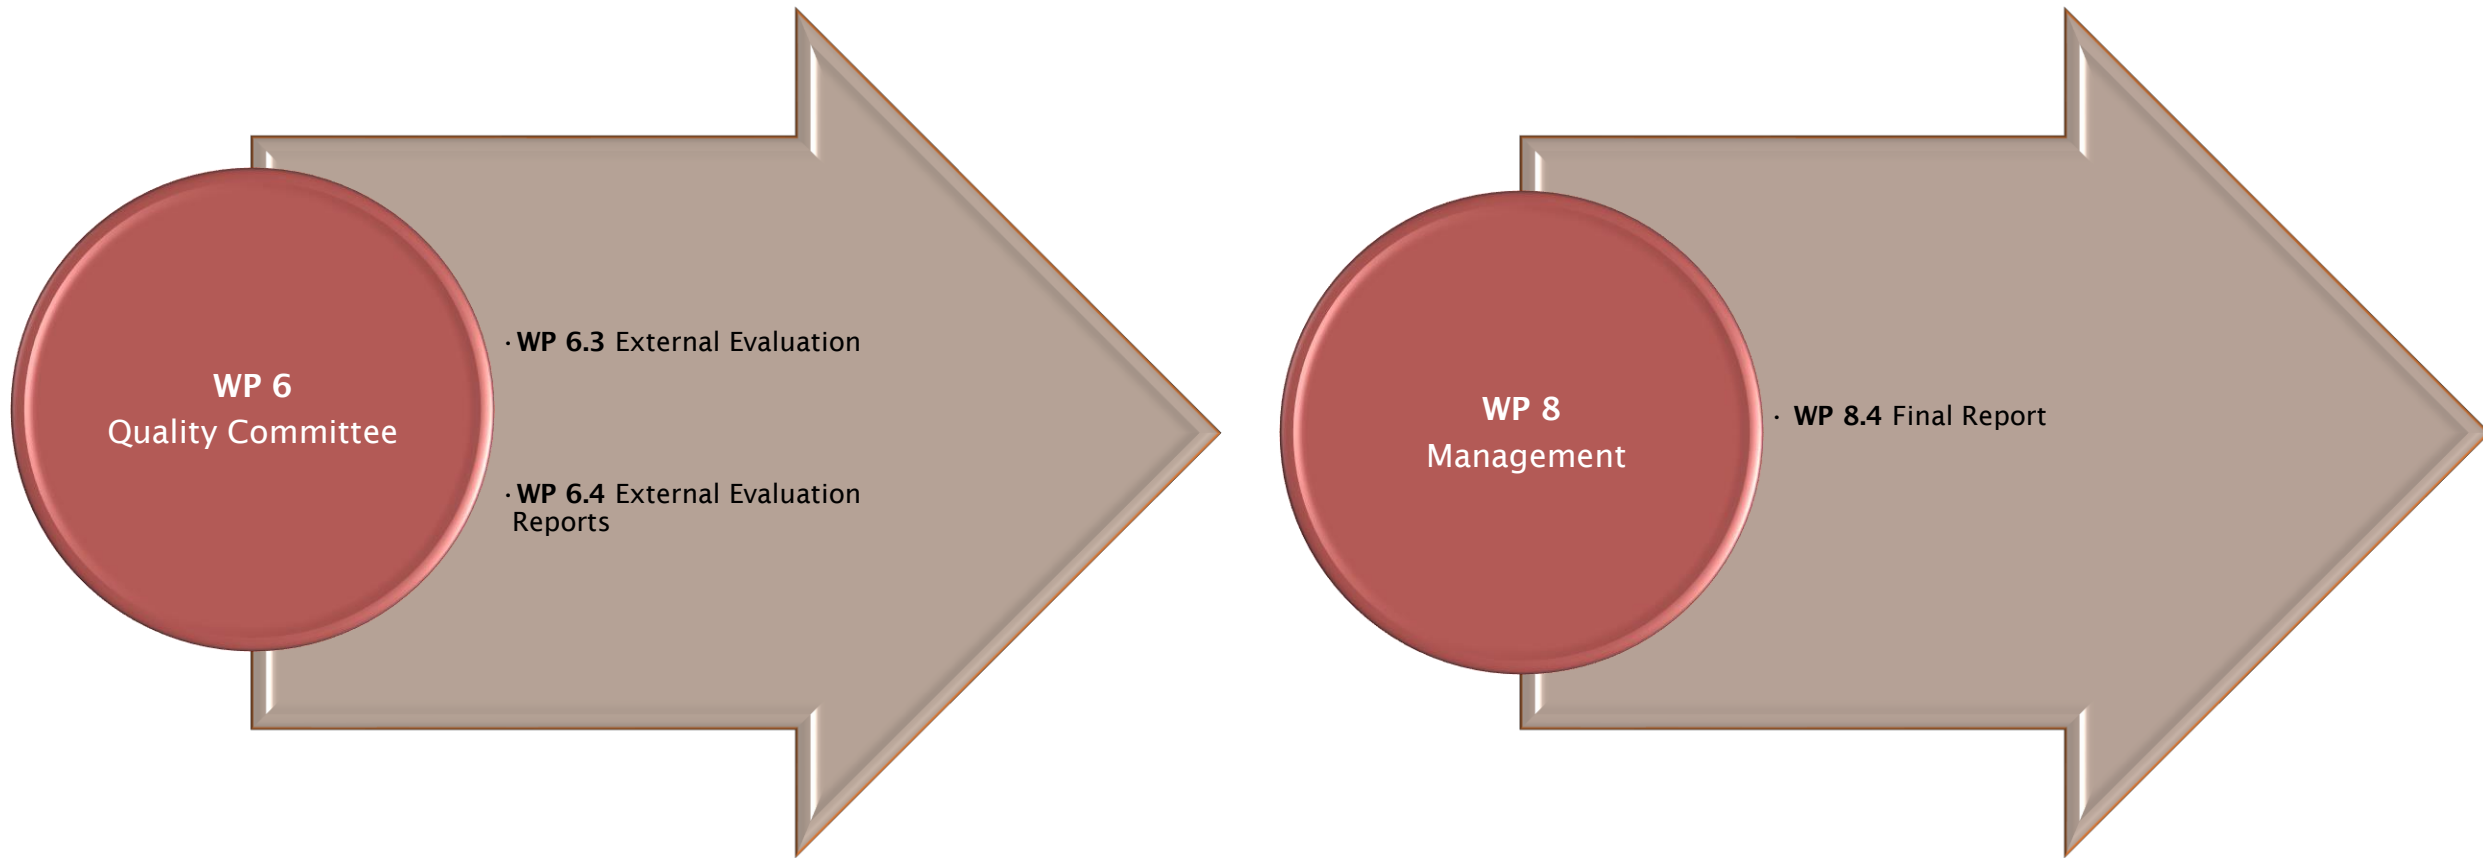 WP 6
Quality Committee
· WP 6.3 External Evaluation
· WP 6.4 External Evaluation
Reports
WP 8
Management
· WP 8.4 Final Report